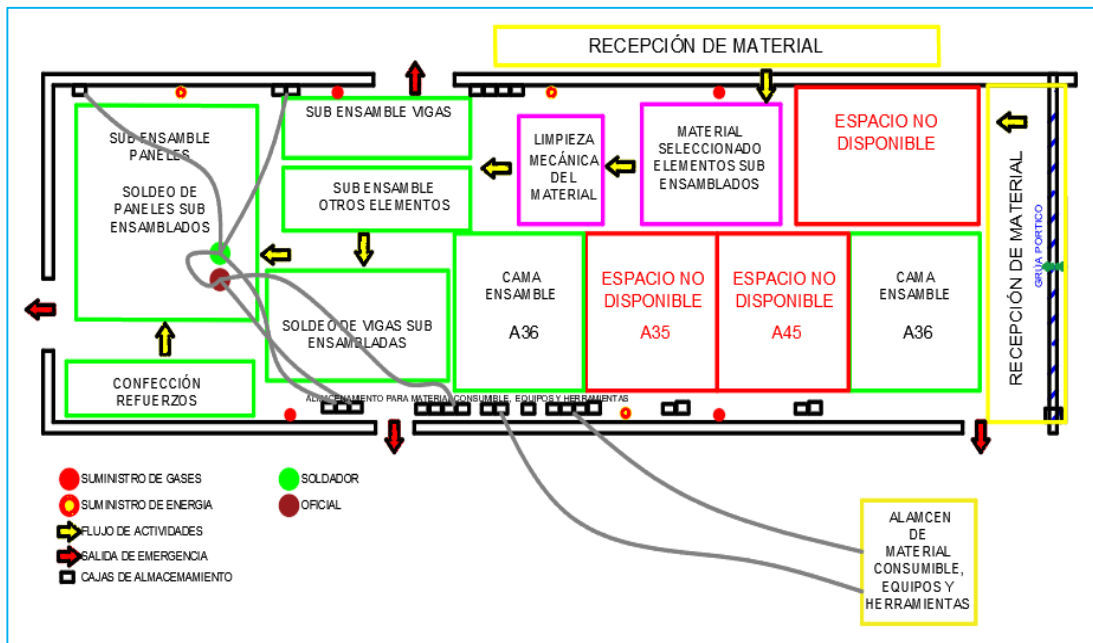 RECEPCIÓN DE MATERIAL
SUB ENSAMBLE
PANELES
SOLDEO DE
PANELES SUB
ENSAMBLADOS
SUB ENSAMBLE VIGAS
SUB ENSAMBLE
OTROS ELEMENTOS
LIMPIEZA
MECÁNICA
DEL
MATERIAL
MATERIAL
SELECCIONADO
ELEMENTOS SUB
ENSAMBLADOS
ESPACIO NO
DISPONIBLE
RECEPCIÓN DE MATERIAL
GRÚA PORTICO
SOLDEO DE VIGAS SUB
ENSAMBLADAS
CAMA
ENSAMBLE
A36
ESPACIO NO
DISPONIBLE
A35
ESPACIO NO
DISPONIBLE
A45
CAMA
ENSAMBLE
A36
CONFECCIÓN
REFUERZOS
ALMACENAMIENTO PARA MATERIAL CONSUMIBLE, EQUIPOS Y HERRAMIENTAS
SUMINISTRO DE GASES
SUMINISTRO DE ENERGIA
FLUJO DE ACTIVIDADES
SALIDA DE EMERGENCIA
CAJAS DE ALMACEMAMIENTO
SOLDADOR
OFICIAL
ALAMCEN
DE
MATERIAL
CONSUMIBLE,
EQUIPOS Y
HERRAMIENTAS